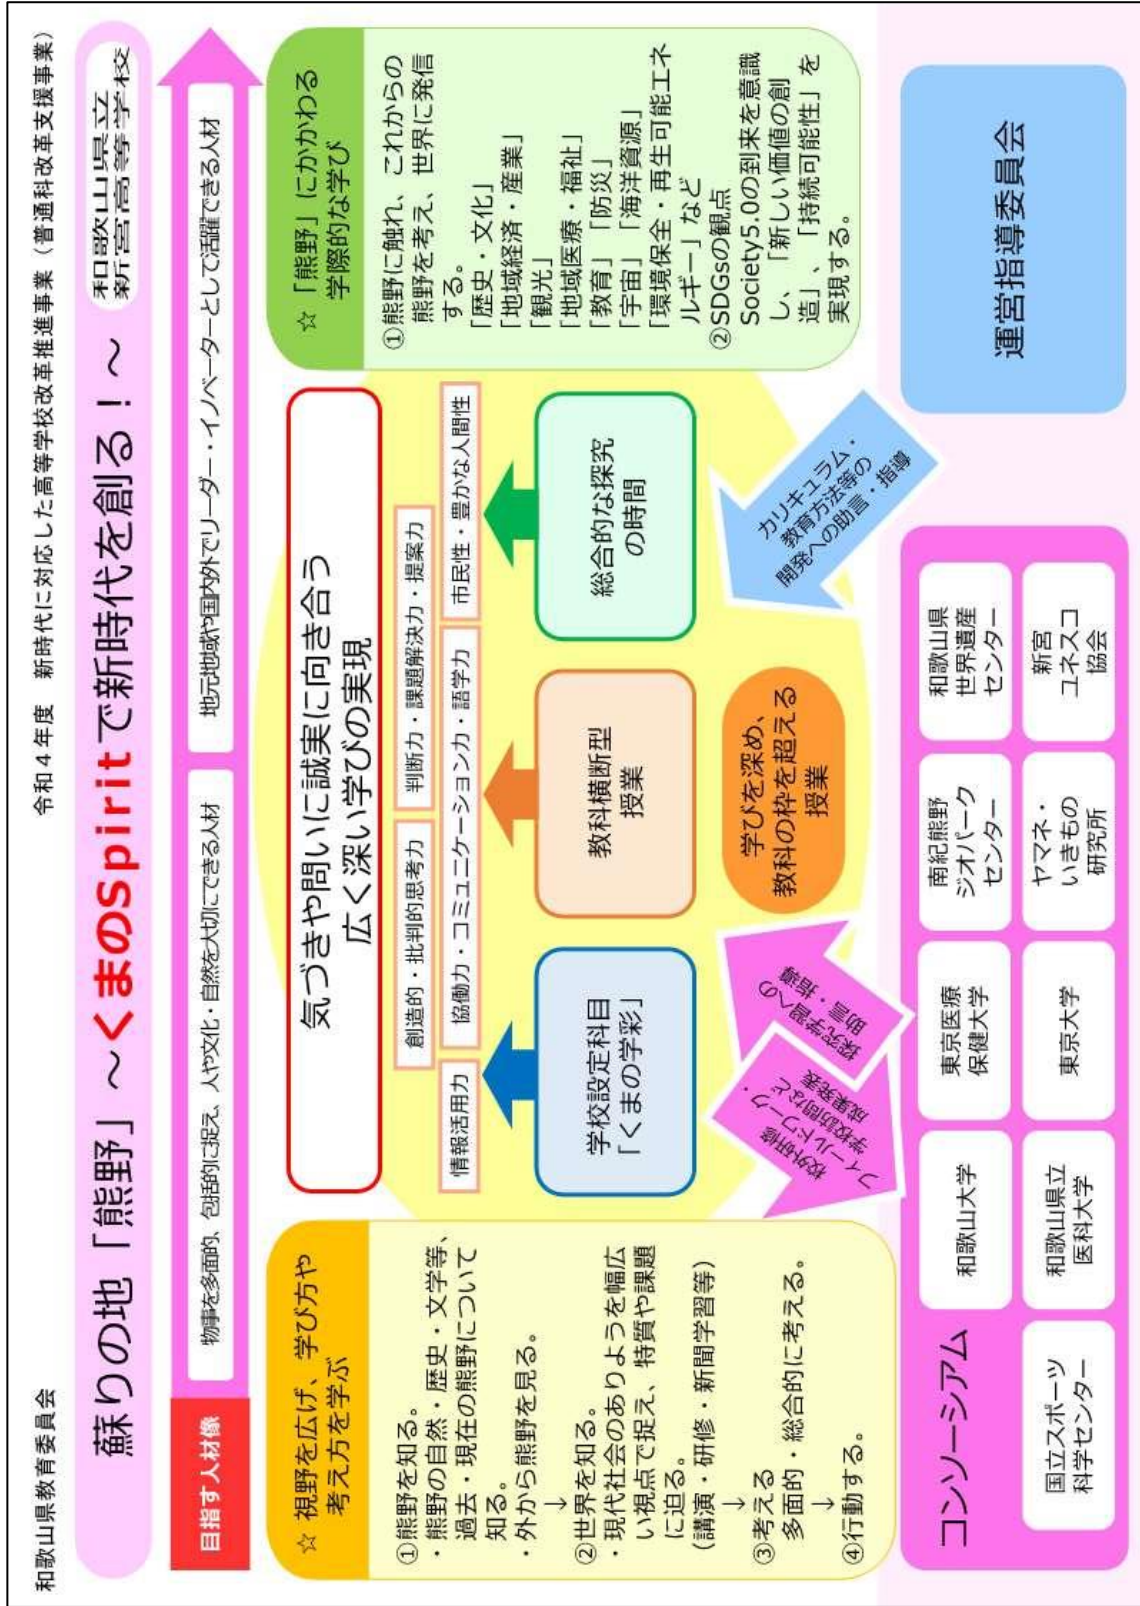 和歌山県教育委員会
令和４年度　新時代に対応した高等学校改革推進事業（普通科改革支援事業）
蘇りの地「熊野」～くまのSpiritで新時代を創る！～
和歌山県立
新宮高等学校
目指す人材像
物事を多面的、包括的に捉え、人や文化・自然を大切にできる人材
地元地域や国内外でリーダー・イノベーターとして活躍できる人材
☆ 視野を広げ、学び方や
考え方を学ぶ
①熊野を知る。
・熊野の自然・歴史・文学等、
過去・現在の熊野について
知る。
・外から熊野を見る。
↓
②世界を知る。
・現代社会のありようを幅広
い視点で捉え、特質や課題
に迫る。
（講演・研修・新聞学習等）
↓
③考える
多面的・総合的に考える。
↓
④行動する。
気づきや問いに誠実に向き合う
広く深い学びの実現
創造的・批判的思考力
判断力・課題解決力・提案力
情報活用力
協働力・コミュニケーション力・語学力
市民性・豊かな人間性
学校設定科目
「くまの学彩」
教科横断型
授業
総合的な探究
の時間
学びを深め、
教科の枠を超える
授業
校外研修
フィールドワーク・
学校訪問など
成果発表
探究学習への
助言・指導
カリキュラム・
教育方法等の
開発への助言・指導
☆ 「熊野」にかかわる
学際的な学び
①熊野に触れ、これからの
熊野を考え、世界に発信
する。
「歴史・文化」
「地域経済・産業」
「観光」
「地域医療・福祉」
「教育」「防災」
「宇宙」「海洋資源」
「環境保全・再生可能エネ
ルギー」など
②SDGsの観点
Society5.0の到来を意識
し、「新しい価値の創
造」、「持続可能性」を
実現する。
コンソーシアム
国立スポーツ
科学センター
和歌山大学
和歌山県立
医科大学
東京医療
保健大学
東京大学
南紀熊野
ジオパーク
センター
ヤマネ・
いきもの
研究所
和歌山県
世界遺産
センター
新宮
ユネスコ
協会
運営指導委員会